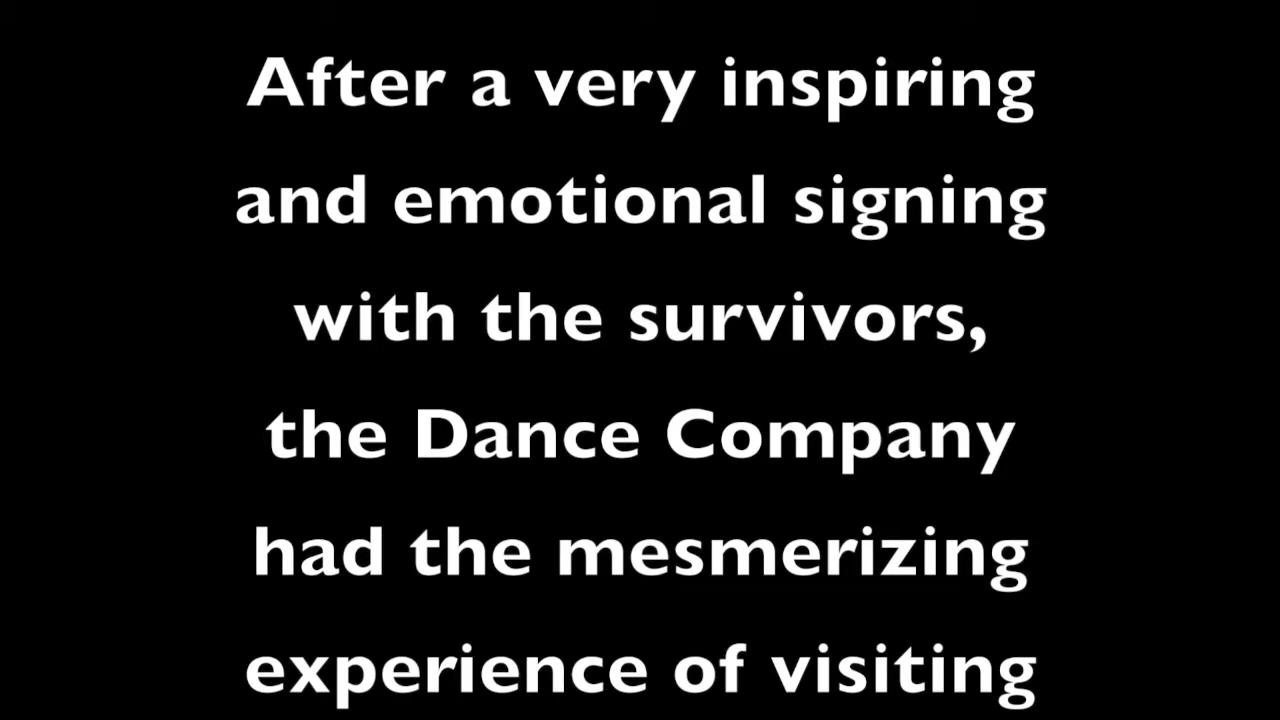 After a very inspiring
and emotional signing
with the survivors,
the Dance Company
had the mesmerizing
experience of visiting